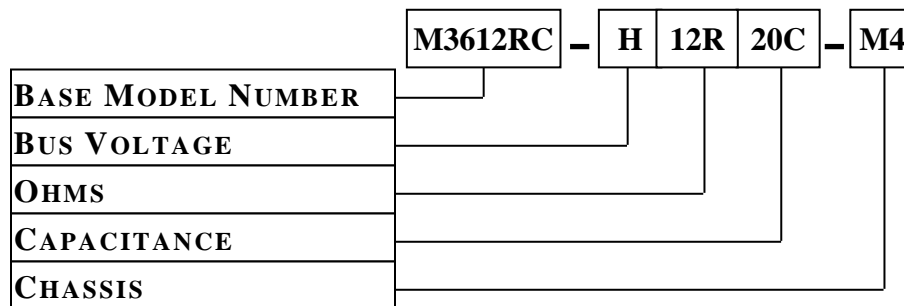 M3612RC – H 12R 20C – M4
BASE MODEL NUMBER
BUS VOLTAGE
OHMS
CAPACITANCE
CHASSIS